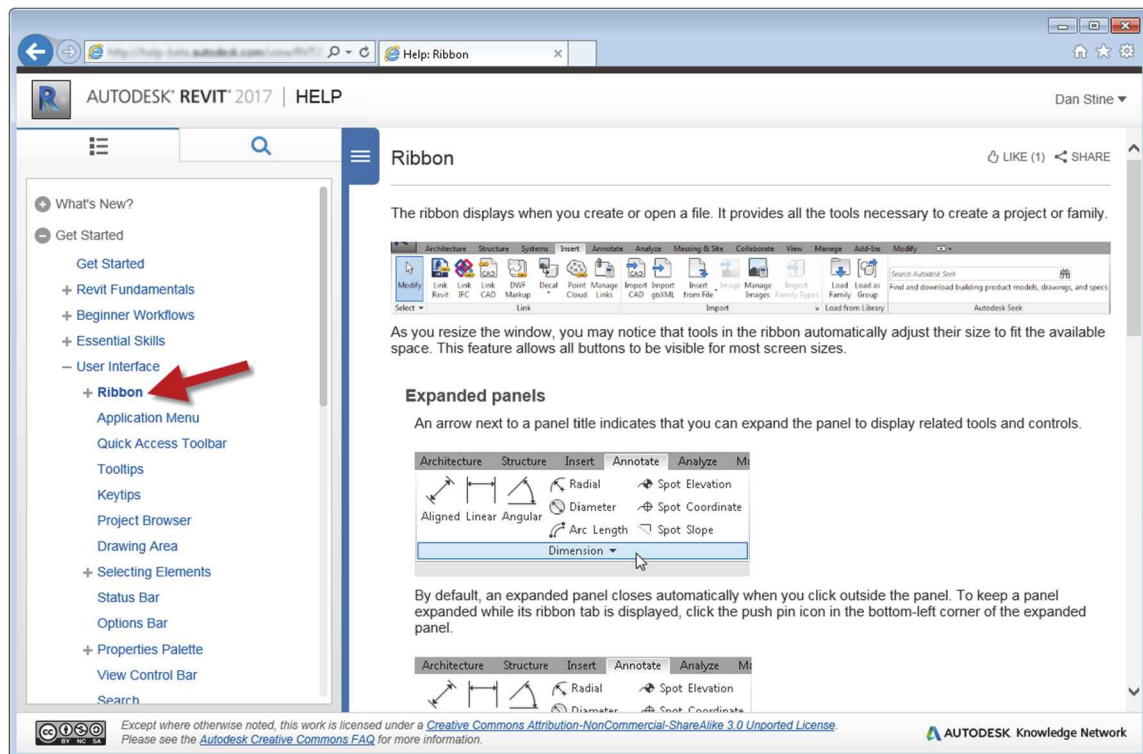 Help: Ribbon
AUTODESK® REVIT® 2017 | HELP
Dan Stine
What's New?
Get Started
Get Started
Revit Fundamentals
Beginner Workflows
Essential Skills
User Interface
Ribbon
Application Menu
Quick Access Toolbar
Tooltips
Keytips
Project Browser
Drawing Area
Selecting Elements
Status Bar
Options Bar
Properties Palette
View Control Bar
Search
Ribbon
LIKE (1) SHARE
The ribbon displays when you create or open a file. It provides all the tools necessary to create a project or family.
Architecture Structure Systems Insert Annotate Analyze Massing & Site Collaborate View Manage Add-Ins Modify
Modify Link Revit Link IFC Link CAD DWF Markup Decal Point Cloud Manage Links Import CAD Import gbXML Insert from File Image Manage Images Import Family Types Load Family Load as Group
Search Autodesk Seek
Find and download building product models, drawings, and specs
Select Link Import Load from Library Autodesk Seek
As you resize the window, you may notice that tools in the ribbon automatically adjust their size to fit the available
space. This feature allows all buttons to be visible for most screen sizes.
Expanded panels
An arrow next to a panel title indicates that you can expand the panel to display related tools and controls.
Architecture Structure Insert Annotate Analyze Ma
Radial Spot Elevation
Diameter Spot Coordinate
Aligned Linear Angular
Arc Length Spot Slope
Dimension
By default, an expanded panel closes automatically when you click outside the panel. To keep a panel
expanded while its ribbon tab is displayed, click the push pin icon in the bottom-left corner of the expanded
panel.
Architecture Structure Insert Annotate Analyze Ma
Radial Spot Elevation
Diameter Spot Coordinate
BY NC SA
Except where otherwise noted, this work is licensed under a Creative Commons Attribution-NonCommercial-ShareAlike 3.0 Unported License.
Please see the Autodesk Creative Commons FAQ for more information.
AUTODESK Knowledge Network